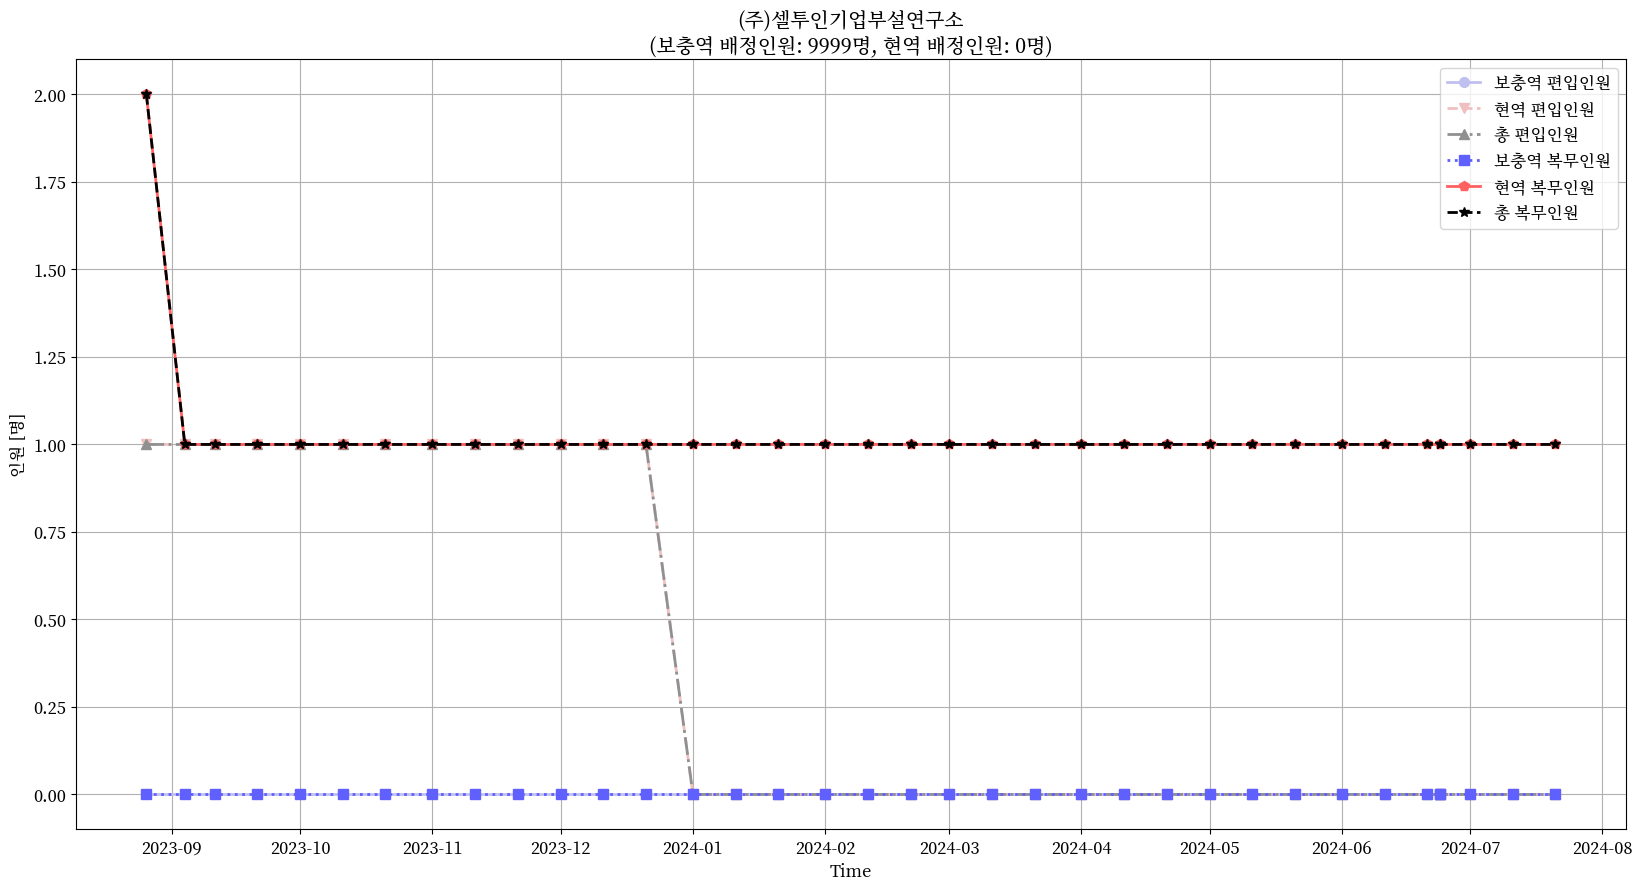 (주)셀투인기업부설연구소
(보충역 배정인원: 9999명, 현역 배정인원: 0명)
보충역 편입인원
현역 편입인원
총 편입인원
보충역 복무인원
현역 복무인원
총 복무인원
인원 [명]
2.00
1.75
1.50
1.25
1.00
0.75
0.50
0.25
0.00
2023-09 2023-10 2023-11 2023-12 2024-01 2024-02 2024-03 2024-04 2024-05 2024-06 2024-07 2024-08
Time